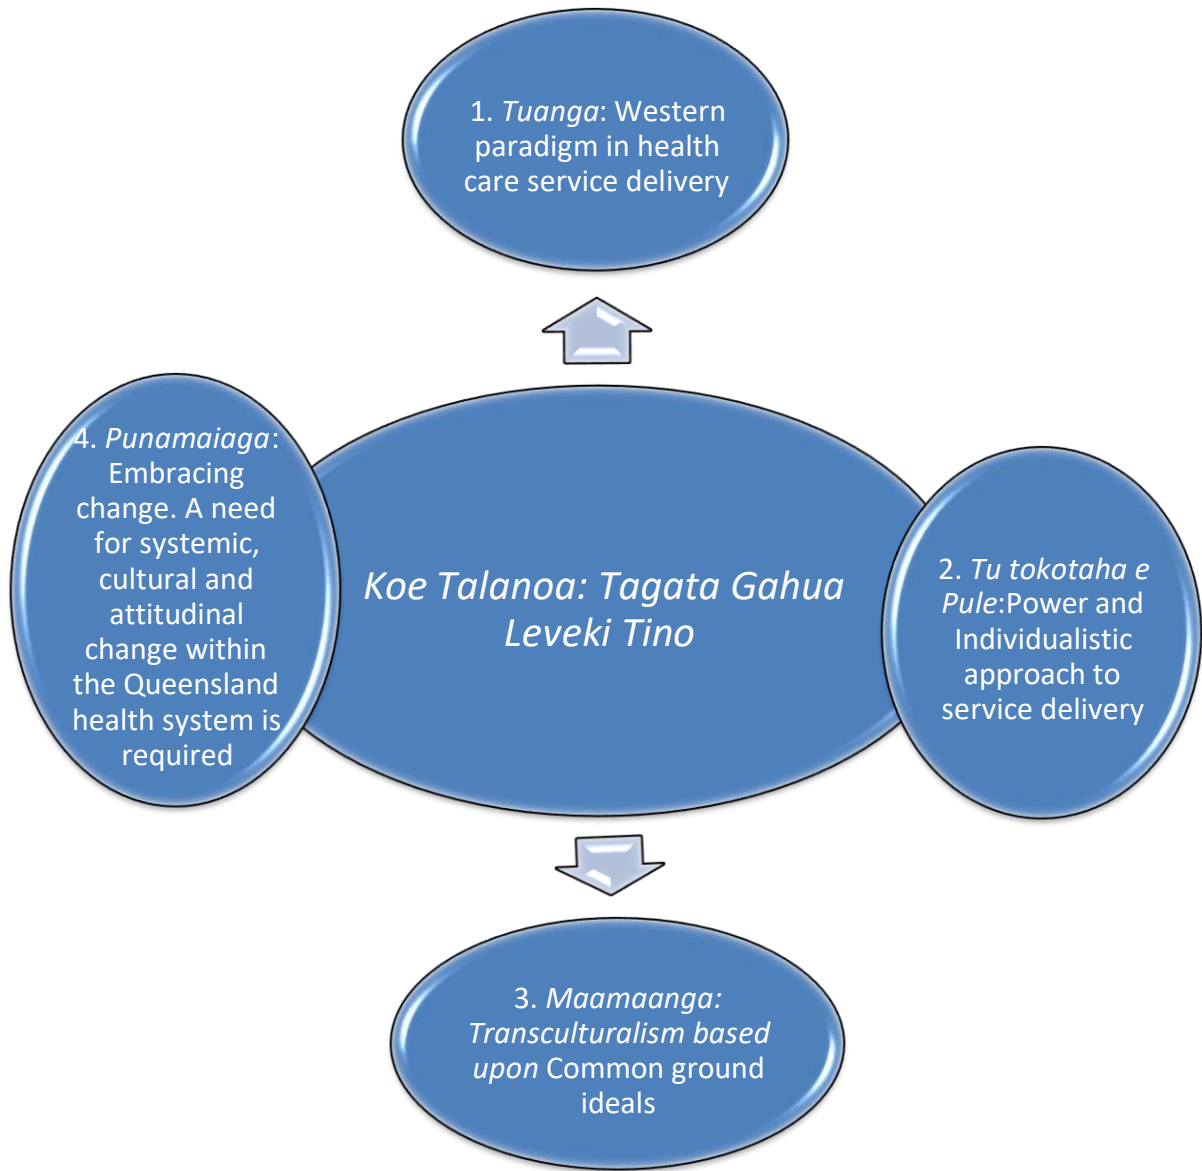 1. Tuanga: Western
paradigm in health
care service delivery
4. Punamaiaga:
Embracing
change. A need
for systemic,
cultural and
attitudinal
change within
the Queensland
health system is
required
Koe Talanoa: Tagata Gahua
Leveki Tino
2. Tu tokotaha e
Pule:Power and
Individualistic
approach to
service delivery
3. Maamaanga:
Transculturalism based
upon Common ground
ideals